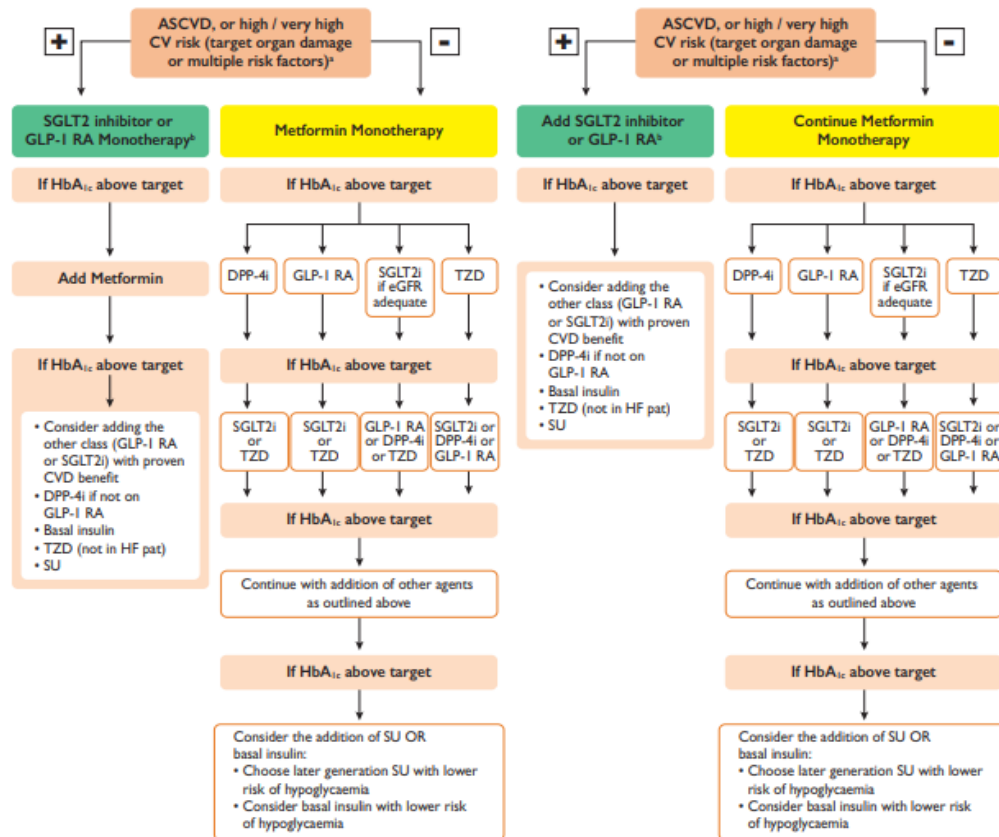 ASCVD, or high / very high
CV risk (target organ damage
or multiple risk factors)ᵃ
+
-
SGLT2 inhibitor or
GLP-1 RA Monotherapyᵇ
Metformin Monotherapy
If HbA₁c above target
If HbA₁c above target
Add Metformin
DPP-4i
GLP-1 RA
SGLT2i
if eGFR
adequate
TZD
If HbA₁c above target
If HbA₁c above target
• Consider adding the
other class (GLP-1 RA
or SGLT2i) with proven
CVD benefit
• DPP-4i if not on
GLP-1 RA
• Basal insulin
• TZD (not in HF pat)
• SU
SGLT2i
or
TZD
SGLT2i
or
TZD
GLP-1 RA
or DPP-4i
or TZD
SGLT2i or
DPP-4i or
GLP-1 RA
If HbA₁c above target
Continue with addition of other agents
as outlined above
If HbA₁c above target
Consider the addition of SU OR
basal insulin:
• Choose later generation SU with lower
risk of hypoglycaemia
• Consider basal insulin with lower risk
of hypoglycaemia
ASCVD, or high / very high
CV risk (target organ damage
or multiple risk factors)ᵃ
+
-
Add SGLT2 inhibitor
or GLP-1 RAᵇ
Continue Metformin
Monotherapy
If HbA₁c above target
If HbA₁c above target
• Consider adding the
other class (GLP-1 RA
or SGLT2i) with proven
CVD benefit
• DPP-4i if not on
GLP-1 RA
• Basal insulin
• TZD (not in HF pat)
• SU
DPP-4i
GLP-1 RA
SGLT2i
if eGFR
adequate
TZD
If HbA₁c above target
SGLT2i
or
TZD
SGLT2i
or
TZD
GLP-1 RA
or DPP-4i
or TZD
SGLT2i or
DPP-4i or
GLP-1 RA
If HbA₁c above target
Continue with addition of other agents
as outlined above
If HbA₁c above target
Consider the addition of SU OR
basal insulin:
• Choose later generation SU with lower
risk of hypoglycaemia
• Consider basal insulin with lower risk
of hypoglycaemia